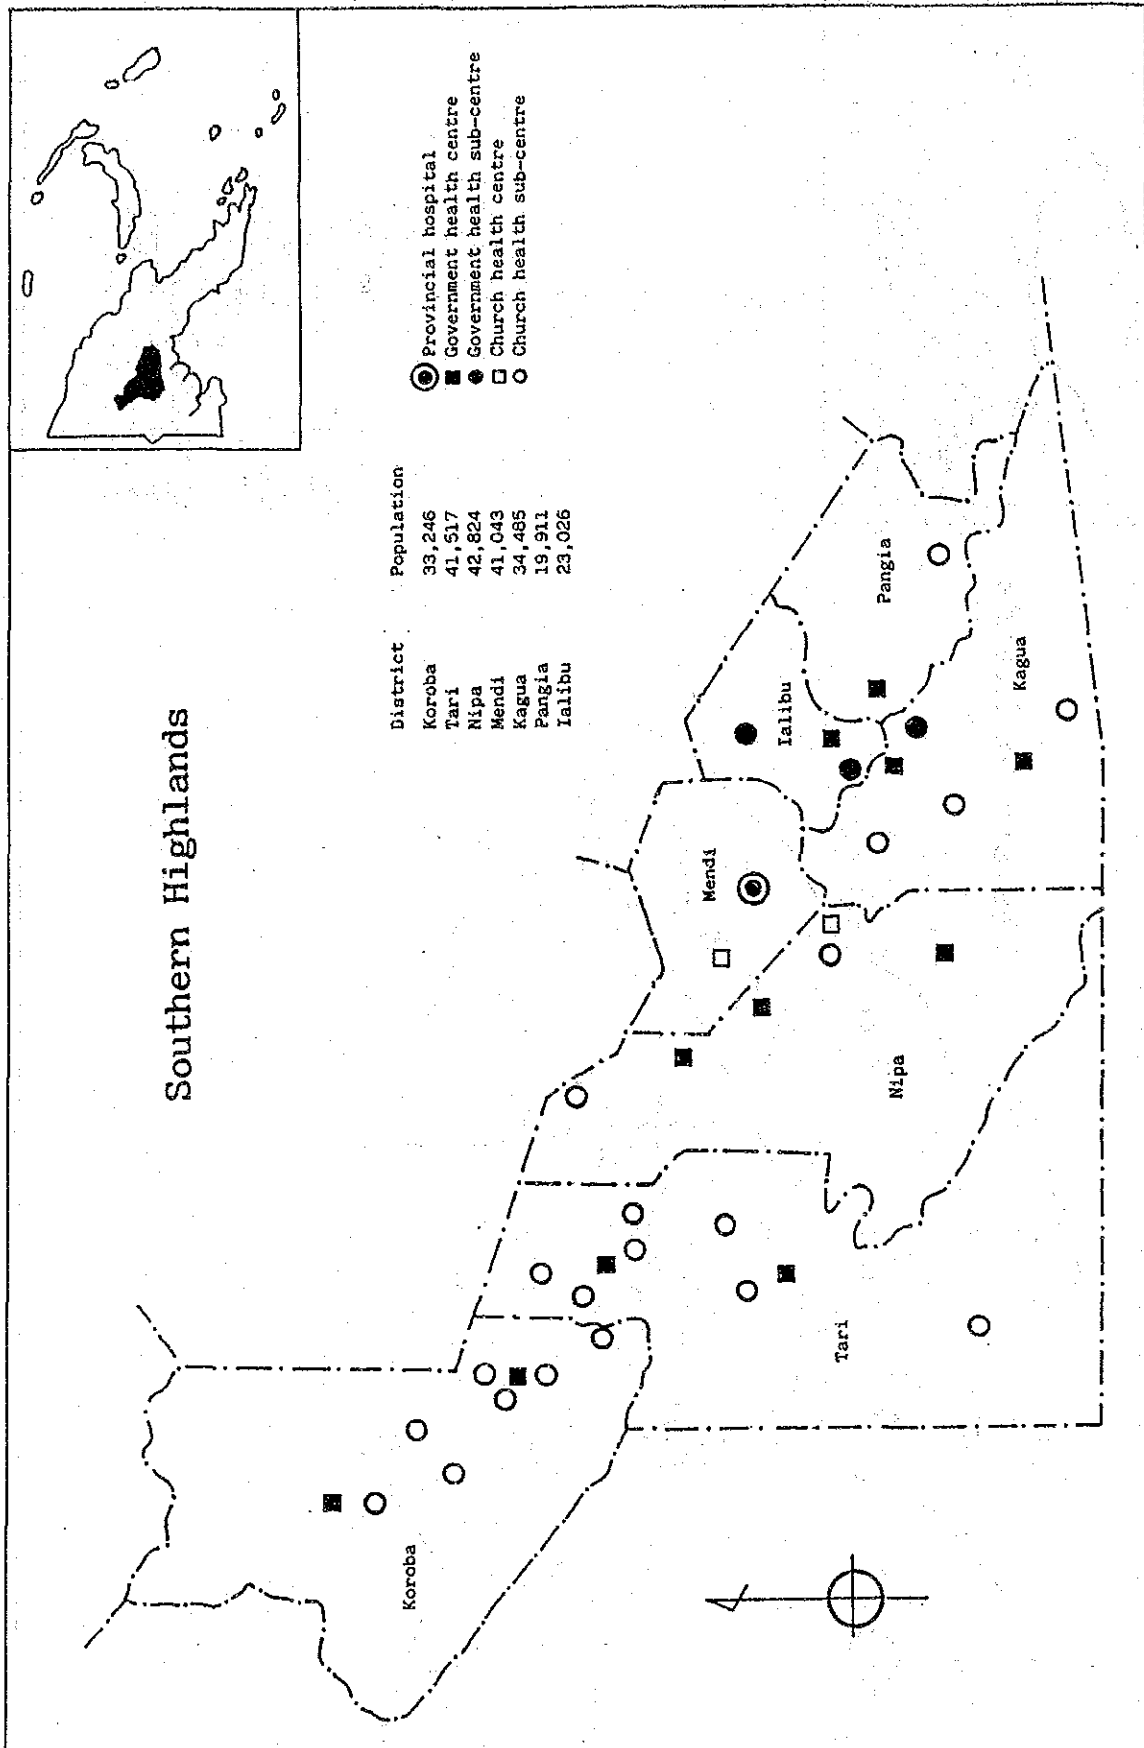 Southern Highlands
District Population
Koroba 33,246
Tari 41,517
Nipa 42,824
Mendi 41,043
Kagua 34,485
Pangia 19,911
Ialibu 23,026
Provincial hospital
Government health centre
Government health sub-centre
Church health centre
Church health sub-centre
Koroba
Tari
Nipa
Mendi
Ialibu
Pangia
Kagua